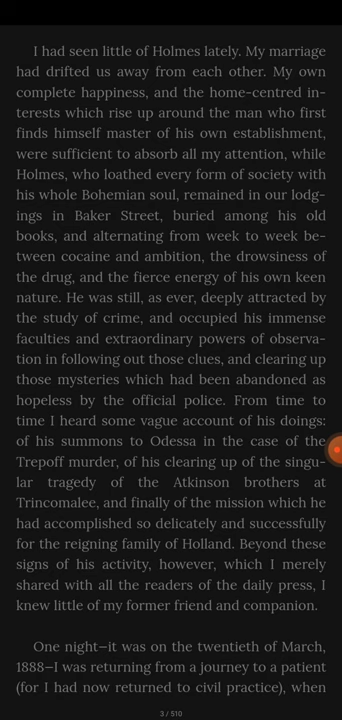 I had seen little of Holmes lately. My marriage
had drifted us away from each other. My own
complete happiness, and the home-centred in-
terests which rise up around the man who first
finds himself master of his own establishment,
were sufficient to absorb all my attention, while
Holmes, who loathed every form of society with
his whole Bohemian soul, remained in our lodg-
ings in Baker Street, buried among his old
books, and alternating from week to week be-
tween cocaine and ambition, the drowsiness of
the drug, and the fierce energy of his own keen
nature. He was still, as ever, deeply attracted by
the study of crime, and occupied his immense
faculties and extraordinary powers of observa-
tion in following out those clues, and clearing up
those mysteries which had been abandoned as
hopeless by the official police. From time to
time I heard some vague account of his doings:
of his summons to Odessa in the case of the
Trepoff murder, of his clearing up of the singu-
lar tragedy of the Atkinson brothers at
Trincomalee, and finally of the mission which he
had accomplished so delicately and successfully
for the reigning family of Holland. Beyond these
signs of his activity, however, which I merely
shared with all the readers of the daily press, I
knew little of my former friend and companion.
One night—it was on the twentieth of March,
1888—I was returning from a journey to a patient
(for I had now returned to civil practice), when
3 / 510